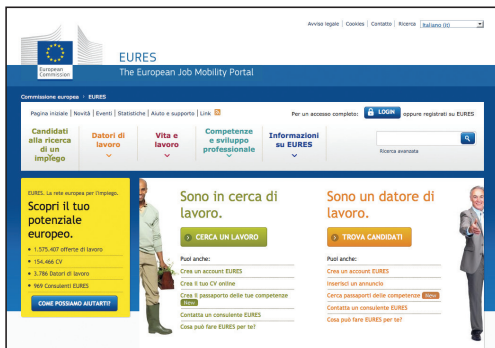 Avviso legale | Cookies | Contatto | Ricerca Italiano (it)
European
Commission
EURES
The European Job Mobility Portal
Commissione europea > EURES
Pagina iniziale | Novità | Eventi | Statistiche | Aiuto e supporto | Link
Per un accesso completo: LOGIN oppure registrati su EURES
Candidati
alla ricerca
di un
impiego
Datori di
lavoro
Vita e
lavoro
Competenze
e sviluppo
professionale
Informazioni
su EURES
Ricerca avanzata
EURES: La rete europea per l'impiego.
Scopri il tuo
potenziale
europeo.
1.575.407 offerte di lavoro
154.466 CV
3.786 Datori di lavoro
969 Consulenti EURES
COME POSSIAMO AIUTARTI?
Sono in cerca di
lavoro.
CERCA UN LAVORO
Puoi anche:
Crea un account EURES
Crea il tuo CV online
Crea il passaporto delle tue competenze
New
Contatta un consulente EURES
Cosa può fare EURES per te?
Sono un datore di
lavoro.
TROVA CANDIDATI
Puoi anche:
Crea un account EURES
Inserisci un annuncio
Cerca passaporti delle competenze New
Contatta un consulente EURES
Cosa può fare EURES per te?